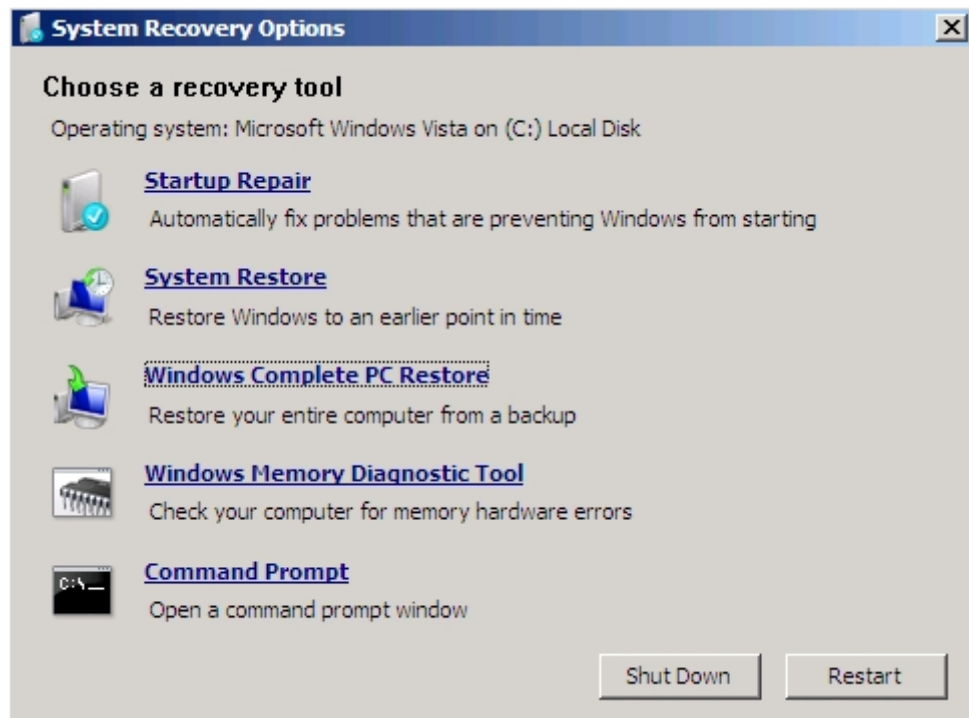 System Recovery Options
Choose a recovery tool
Operating system: Microsoft Windows Vista on (C:) Local Disk
Startup Repair
Automatically fix problems that are preventing Windows from starting
System Restore
Restore Windows to an earlier point in time
Windows Complete PC Restore
Restore your entire computer from a backup
Windows Memory Diagnostic Tool
Check your computer for memory hardware errors
C:\_
Command Prompt
Open a command prompt window
Shut Down
Restart